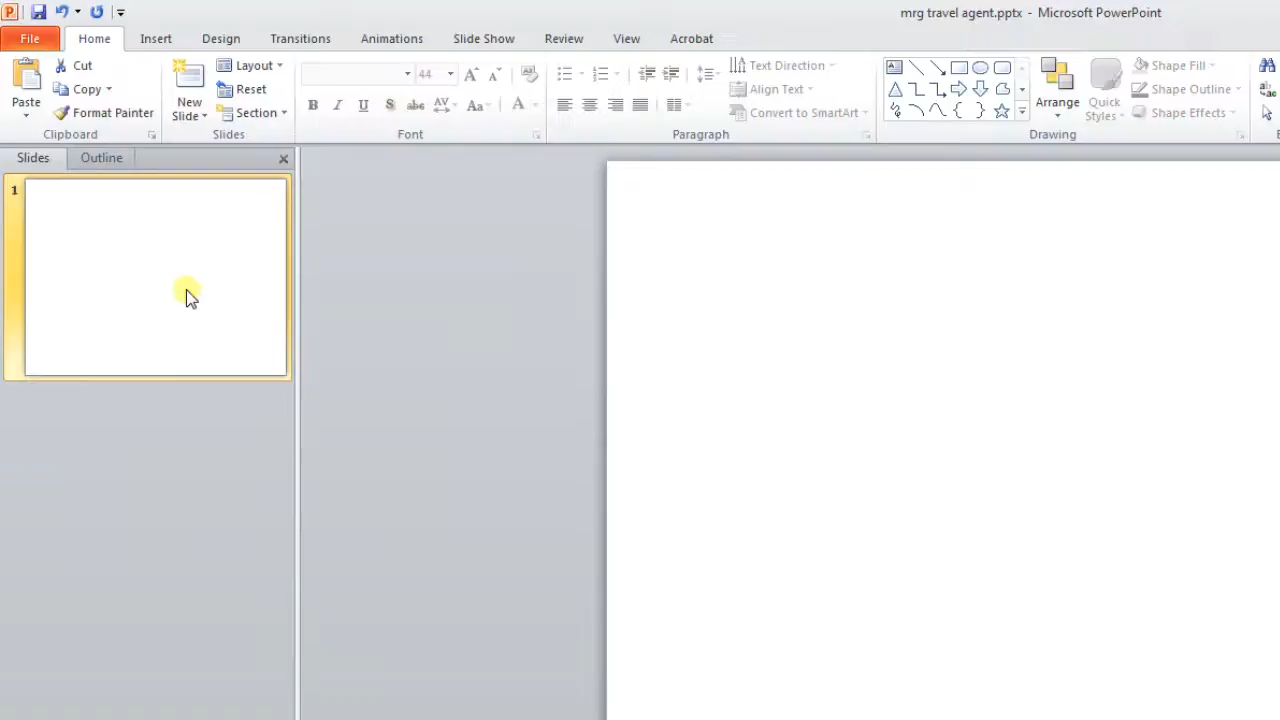 mrg travel agent.pptx - Microsoft PowerPoint
File Home Insert Design Transitions Animations Slide Show Review View Acrobat
Paste
Cut
Copy
Format Painter
Clipboard
New
Slide
Layout
Reset
Section
Slides
44
B I U S abc AV Aa A
Font
Text Direction
Align Text
Convert to SmartArt
Paragraph
Arrange
Quick
Styles
Shape Fill
Shape Outline
Shape Effects
Drawing
Slides Outline
1